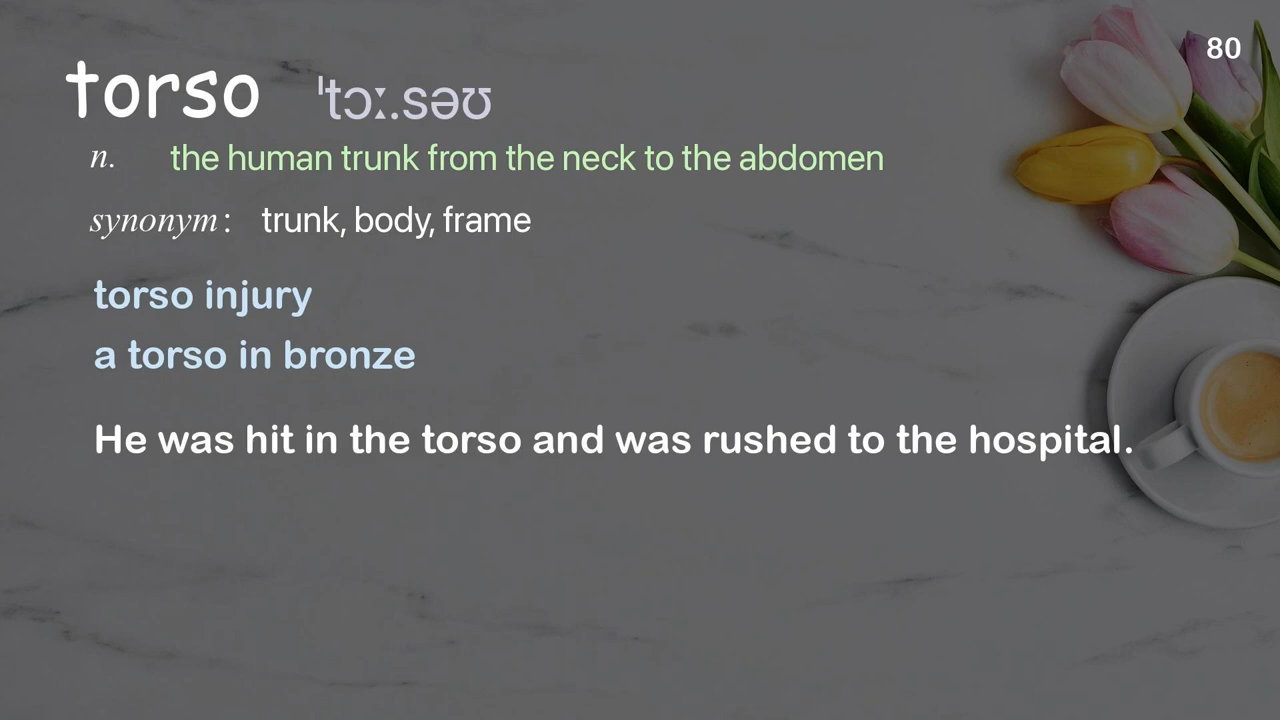 80
torso ˈtɔː.səʊ
n. the human trunk from the neck to the abdomen
synonym: trunk, body, frame
torso injury
a torso in bronze
He was hit in the torso and was rushed to the hospital.